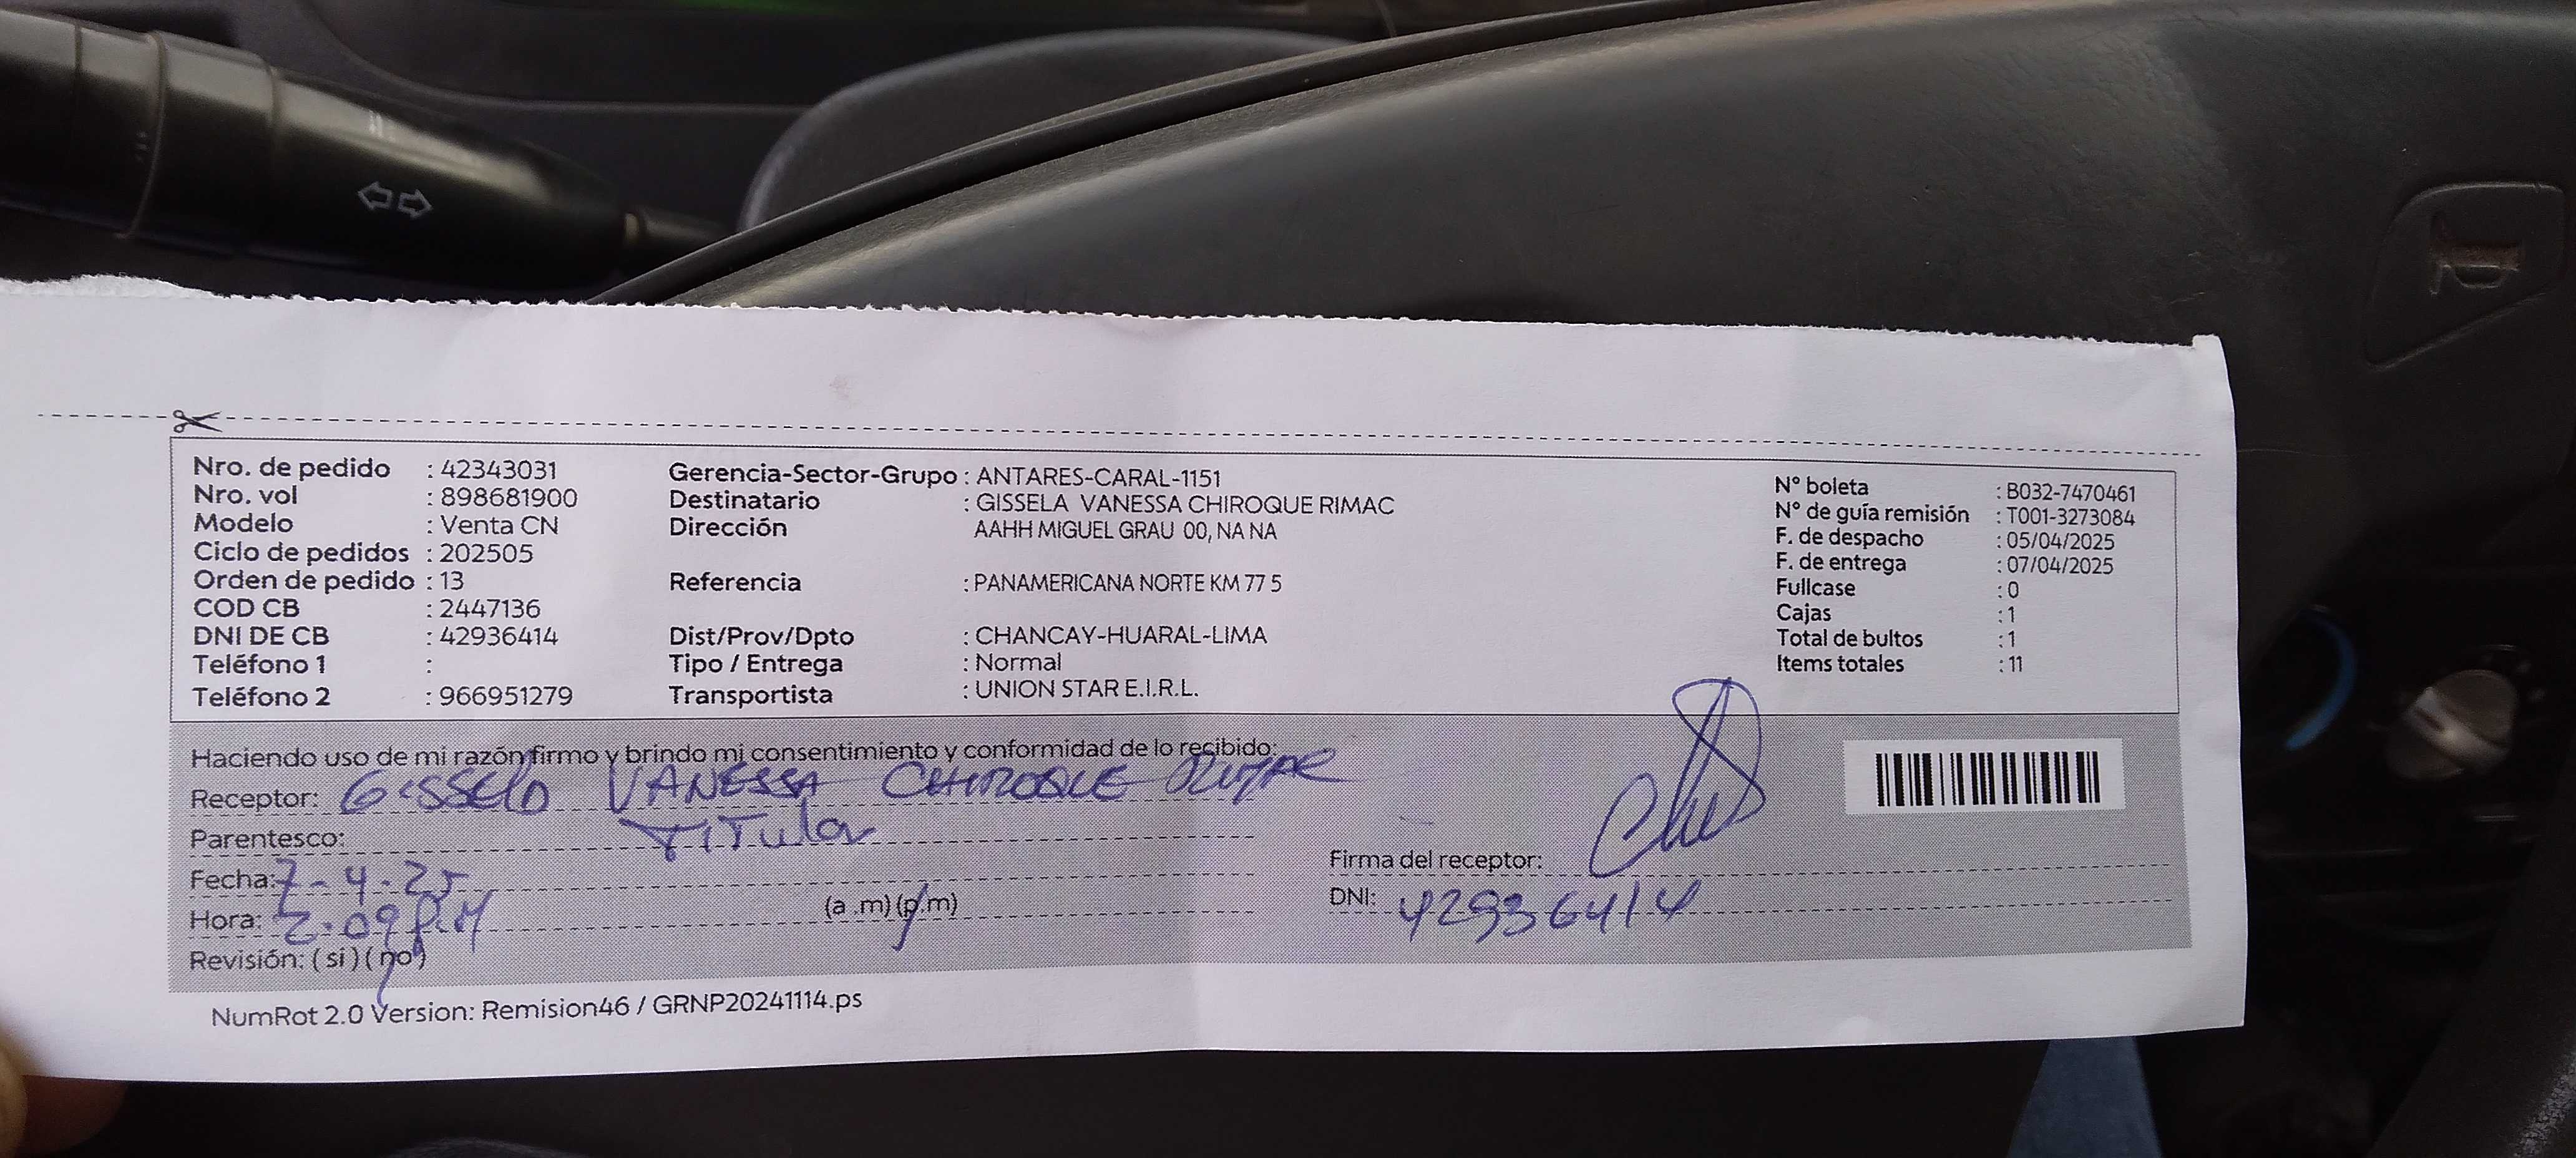 Nro. de pedido : 42343031
Nro. vol : 898681900
Modelo : Venta CN
Ciclo de pedidos : 202505
Orden de pedido : 13
COD CB : 2447136
DNI DE CB : 42936414
Teléfono 1 :
Teléfono 2 : 966951279
Gerencia-Sector-Grupo : ANTARES-CARAL-1151
Destinatario : GISSELA VANESSA CHIROQUE RIMAC
Dirección AAHH MIGUEL GRAU 00, NA NA
Referencia : PANAMERICANA NORTE KM 77 5
Dist/Prov/Dpto : CHANCAY-HUARAL-LIMA
Tipo / Entrega : Normal
Transportista : UNION STAR E.I.R.L.
N° boleta : B032-7470461
N° de guía remisión : T001-3273084
F. de despacho : 05/04/2025
F. de entrega : 07/04/2025
Fullcase : 0
Cajas : 1
Total de bultos : 1
Items totales : 11
Haciendo uso de mi razón firmo y brindo mi consentimiento y conformidad de lo recibido:
Receptor: Gissela VANESSA CHIROQUE
Parentesco: TiTular
Fecha: 7-4-25
Hora: 2.09 P.M (a .m) (p.m)
Revisión: ( si ) ( no )
Firma del receptor:
DNI: 42936414
NumRot 2.0 Version: Remision46 / GRNP20241114.ps